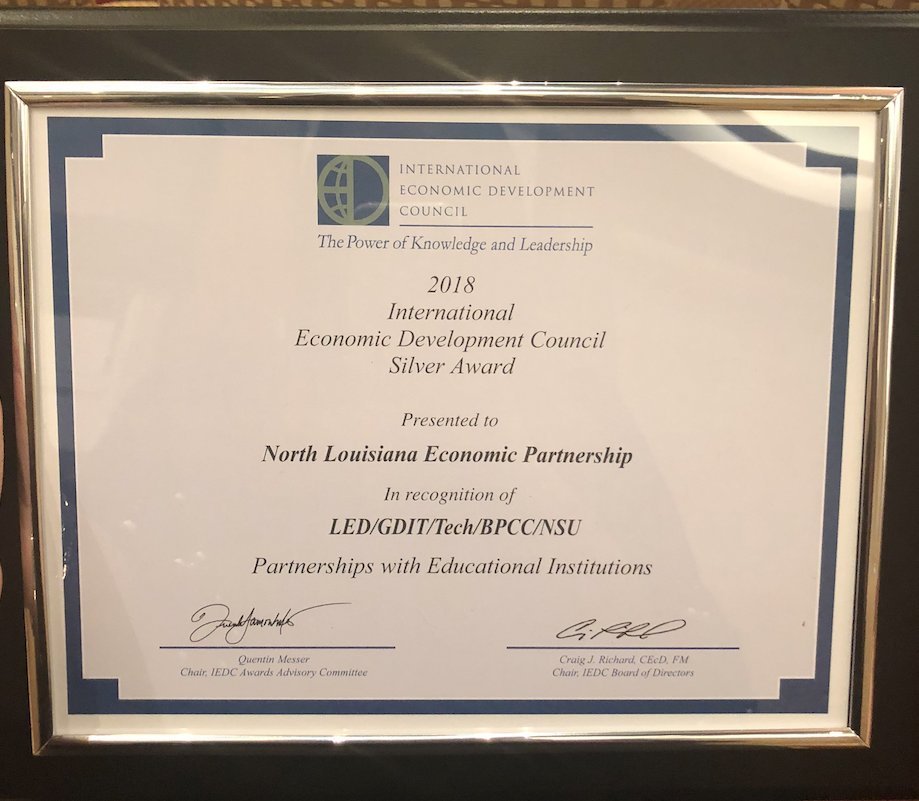 INTERNATIONAL
ECONOMIC DEVELOPMENT
COUNCIL
The Power of Knowledge and Leadership
2018
International
Economic Development Council
Silver Award
Presented to
North Louisiana Economic Partnership
In recognition of
LED/GDIT/Tech/BPCC/NSU
Partnerships with Educational Institutions
Quentin Messer
Chair, IEDC Awards Advisory Committee
Craig J. Richard, CEcD, FM
Chair, IEDC Board of Directors